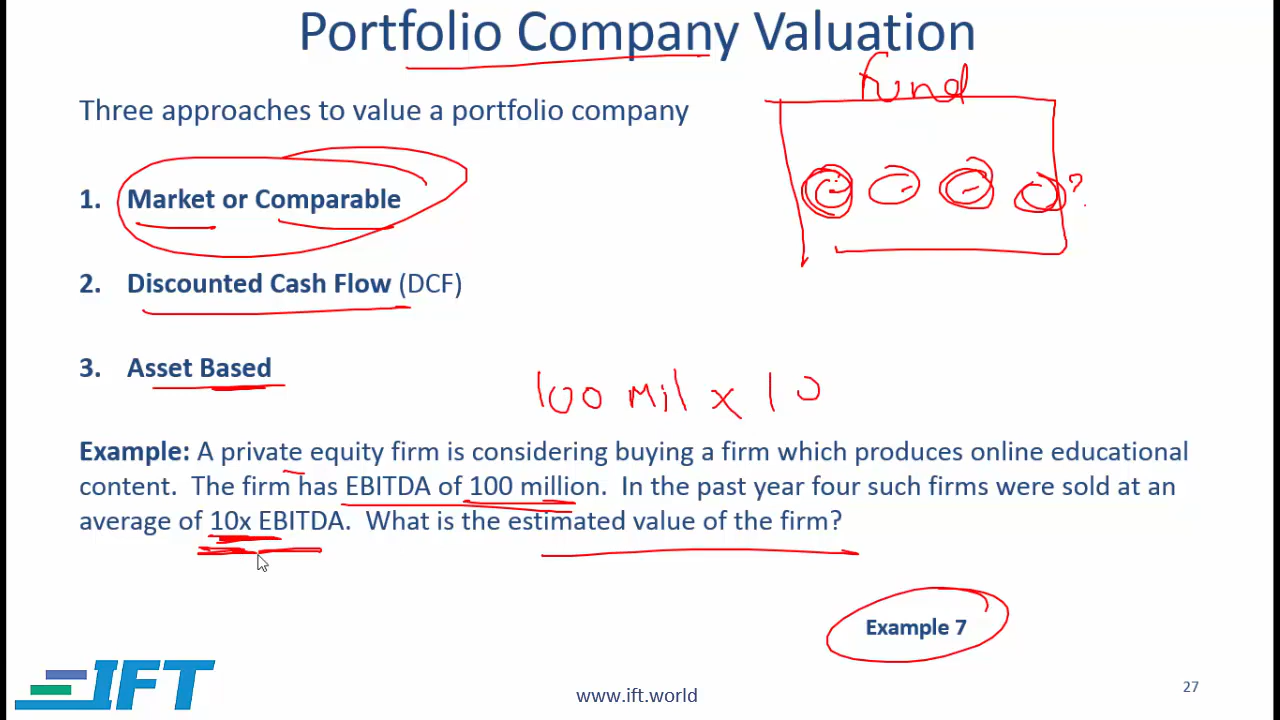 Portfolio Company Valuation
fund
Three approaches to value a portfolio company
1. Market or Comparable
?
2. Discounted Cash Flow (DCF)
3. Asset Based
100 Mil x 10
Example: A private equity firm is considering buying a firm which produces online educational
content. The firm has EBITDA of 100 million. In the past year four such firms were sold at an
average of 10x EBITDA. What is the estimated value of the firm?
Example 7
IFT
www.ift.world
27